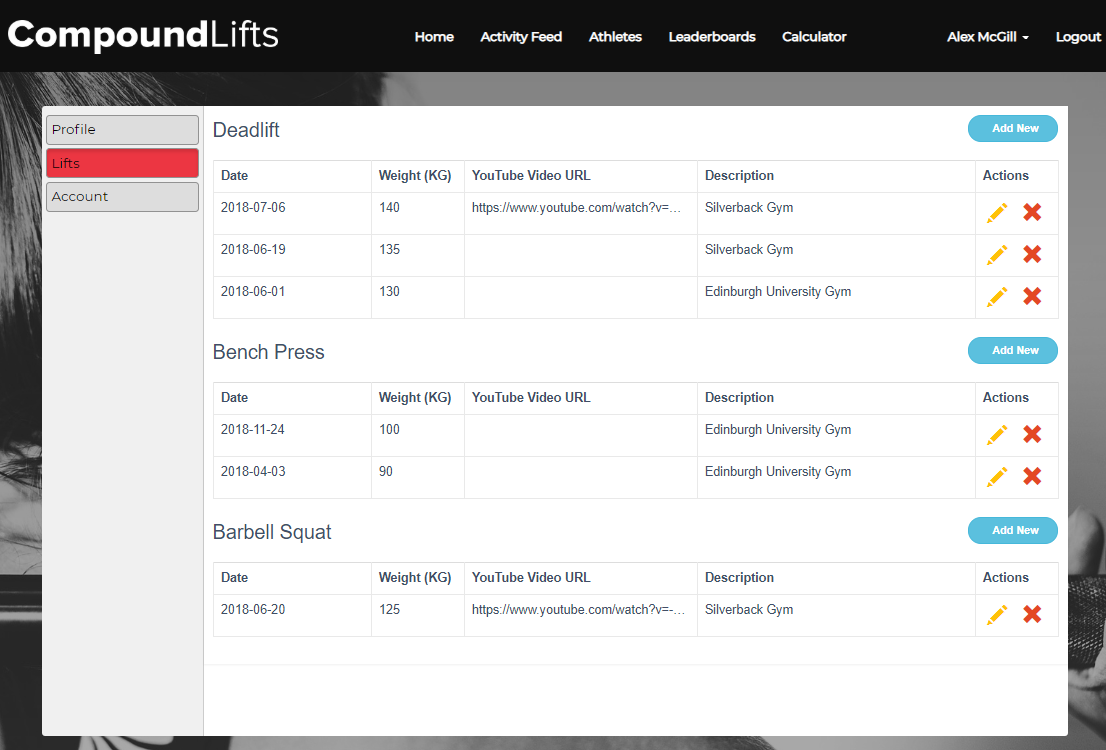 CompoundLifts Home Activity Feed Athletes Leaderboards Calculator Alex McGill Logout
Profile
Lifts
Account
Deadlift Add New
Date Weight (KG) YouTube Video URL Description Actions
2018-07-06 140 https://www.youtube.com/watch?v=... Silverback Gym
2018-06-19 135 Silverback Gym
2018-06-01 130 Edinburgh University Gym
Bench Press Add New
Date Weight (KG) YouTube Video URL Description Actions
2018-11-24 100 Edinburgh University Gym
2018-04-03 90 Edinburgh University Gym
Barbell Squat Add New
Date Weight (KG) YouTube Video URL Description Actions
2018-06-20 125 https://www.youtube.com/watch?v=-... Silverback Gym